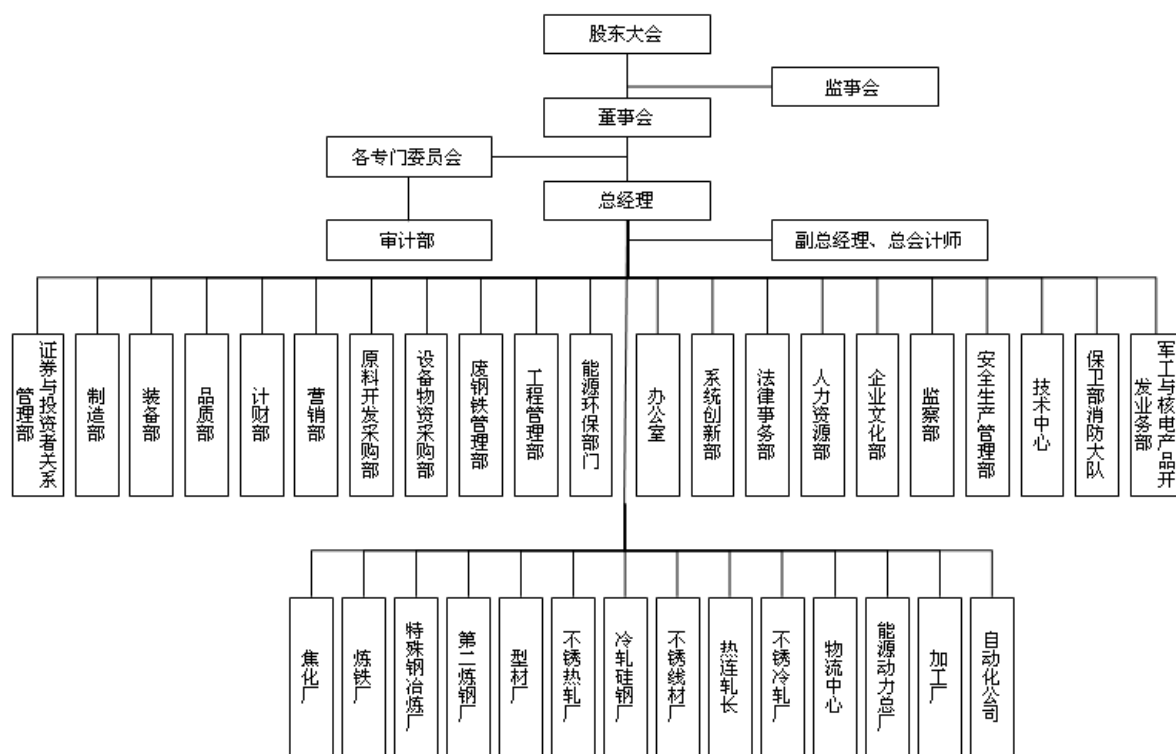 股东大会
监事会
董事会
各专门委员会
总经理
审计部
副总经理、总会计师
证券与投资者关系
管理部
制造部
装备部
品质部
计财部
营销部
原料开发采购部
设备物资采购部
废钢铁管理部
工程管理部
能源环保部门
办公室
系统创新部
法律事务部
人力资源部
企业文化部
监察部
安全生产管理部
技术中心
保卫部消防大队
军工与核电产品开
发业务部
焦化厂
炼铁厂
特殊钢冶炼厂
第二炼钢厂
型材厂
不锈热轧厂
冷轧硅钢厂
不锈线材厂
热连轧长
不锈冷轧厂
物流中心
能源动力总厂
加工厂
自动化公司